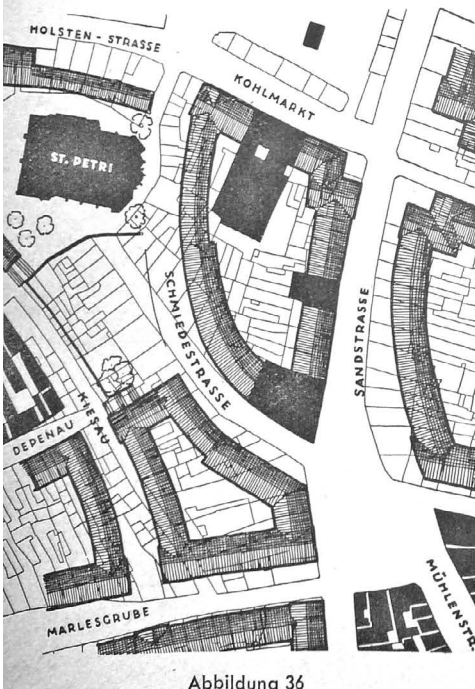 HOLSTEN - STRASSE
KOHLMARKT
ST. PETRI
SCHMIEDESTRASSE
SANDSTRASSE
KIESAU
DEPENAU
MÜHLENSTR.
MARLESGRUBE
Abbildung 36